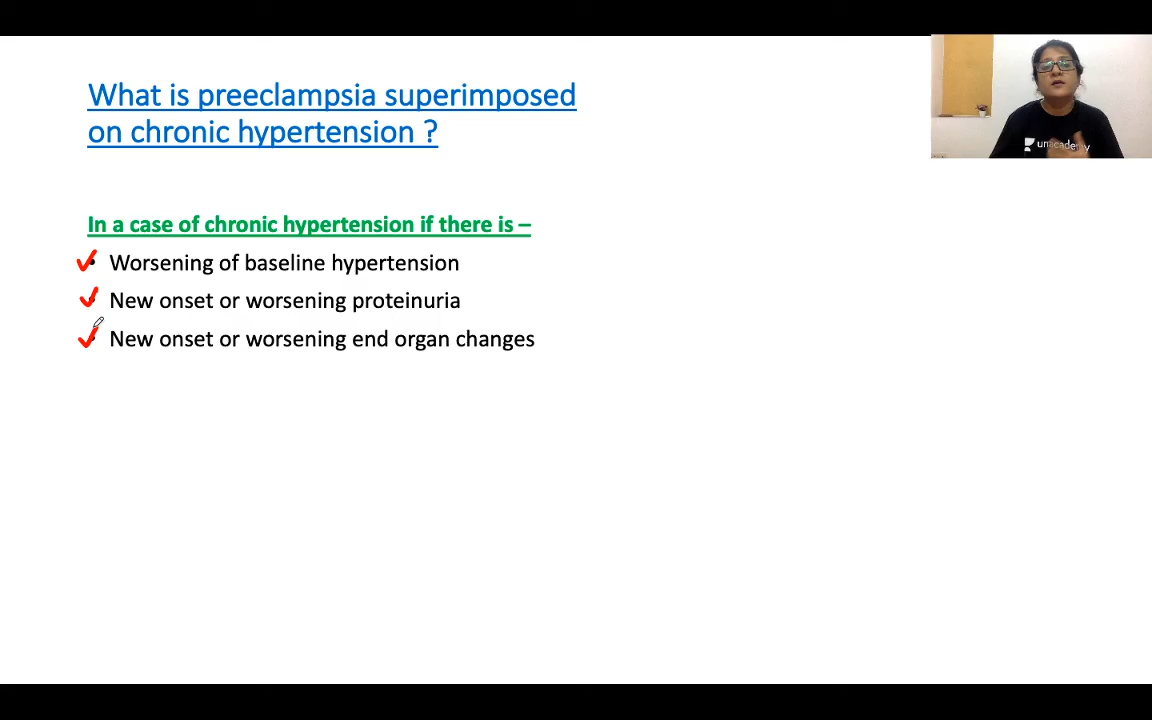 What is preeclampsia superimposed
on chronic hypertension ?
In a case of chronic hypertension if there is –
• Worsening of baseline hypertension
• New onset or worsening proteinuria
• New onset or worsening end organ changes
unacademy